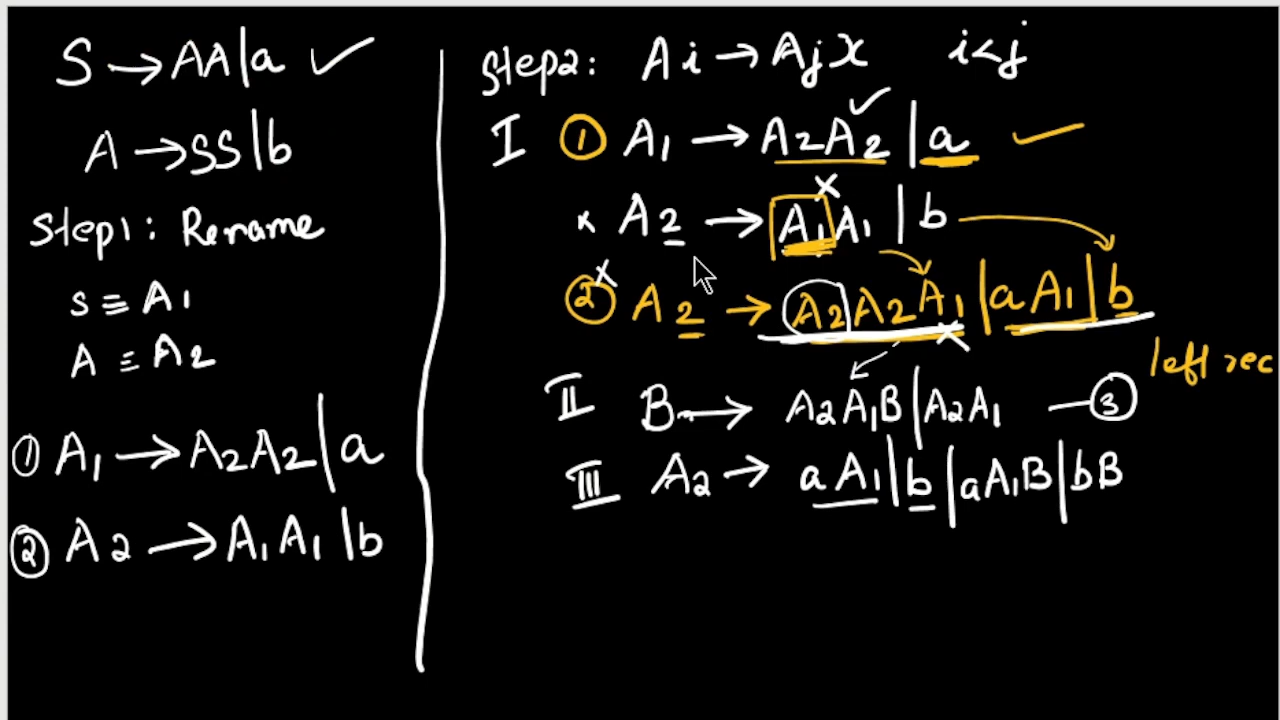 S → AA|a ✓
A → SS|b
Step1: Rename
S ≡ A1
A ≡ A2
① A1 → A2A2|a
② A2 → A1A1|b
Step2: Ai → Ajx i<j
I ① A1 → A2A2|a ✓
x A2 → A1A1|b
② A2 → A2A2A1|aA1|b
left rec
II B → A2A1B|A2A1 —③
III A2 → aA1|b|aA1B|bB